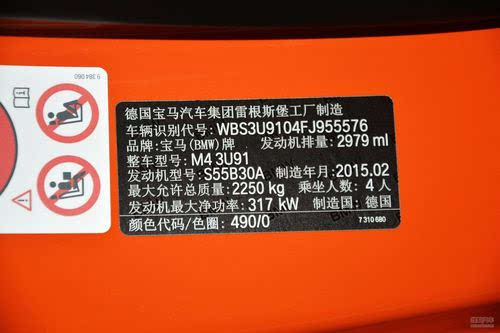 9 384 060
德国宝马汽车集团雷根斯堡工厂制造
车辆识别代号: WBS3U9104FJ955576
品牌: 宝马(BMW)牌 发动机排量: 2979 ml
整车型号: M4 3U91
发动机型号: S55B30A 制造年月: 2015.02
最大允许总质量: 2250 kg 乘坐人数: 4 人
发动机最大净功率: 317 kW 制造国: 德国
颜色代码/色圈: 490/0
7 310 680